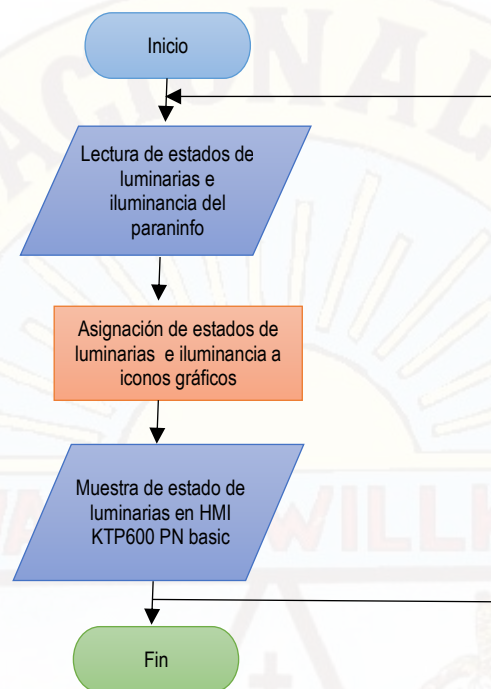 Inicio
Lectura de estados de
luminarias e
iluminancia del
paraninfo
Asignación de estados de
luminarias e iluminancia a
iconos gráficos
Muestra de estado de
luminarias en HMI
KTP600 PN basic
Fin